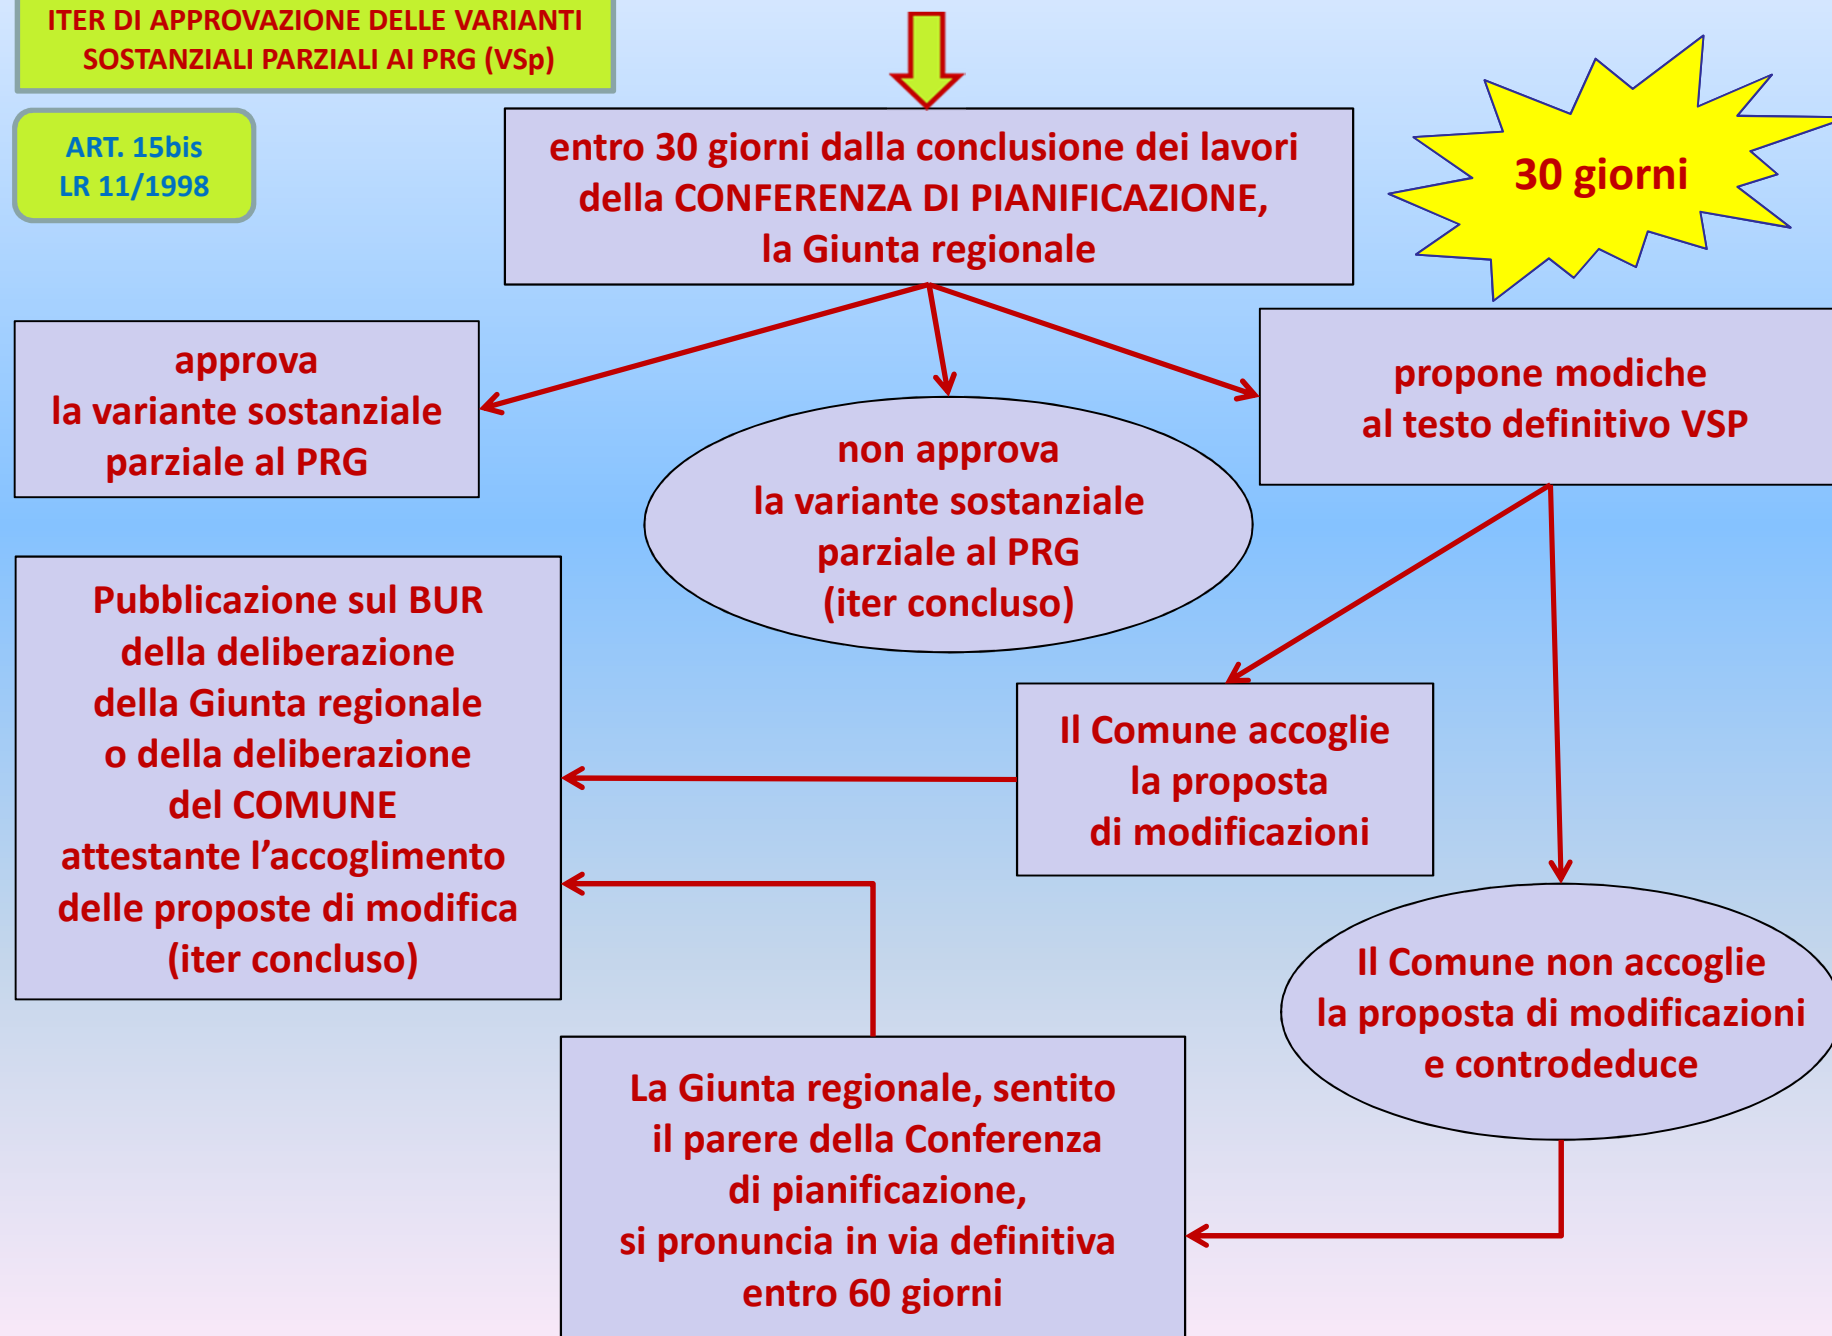 ITER DI APPROVAZIONE DELLE VARIANTI
SOSTANZIALI PARZIALI AI PRG (VSp)
ART. 15bis
LR 11/1998
entro 30 giorni dalla conclusione dei lavori
della CONFERENZA DI PIANIFICAZIONE,
la Giunta regionale
30 giorni
approva
la variante sostanziale
parziale al PRG
non approva
la variante sostanziale
parziale al PRG
(iter concluso)
propone modiche
al testo definitivo VSP
Pubblicazione sul BUR
della deliberazione
della Giunta regionale
o della deliberazione
del COMUNE
attestante l’accoglimento
delle proposte di modifica
(iter concluso)
Il Comune accoglie
la proposta
di modificazioni
Il Comune non accoglie
la proposta di modificazioni
e controdeduce
La Giunta regionale, sentito
il parere della Conferenza
di pianificazione,
si pronuncia in via definitiva
entro 60 giorni